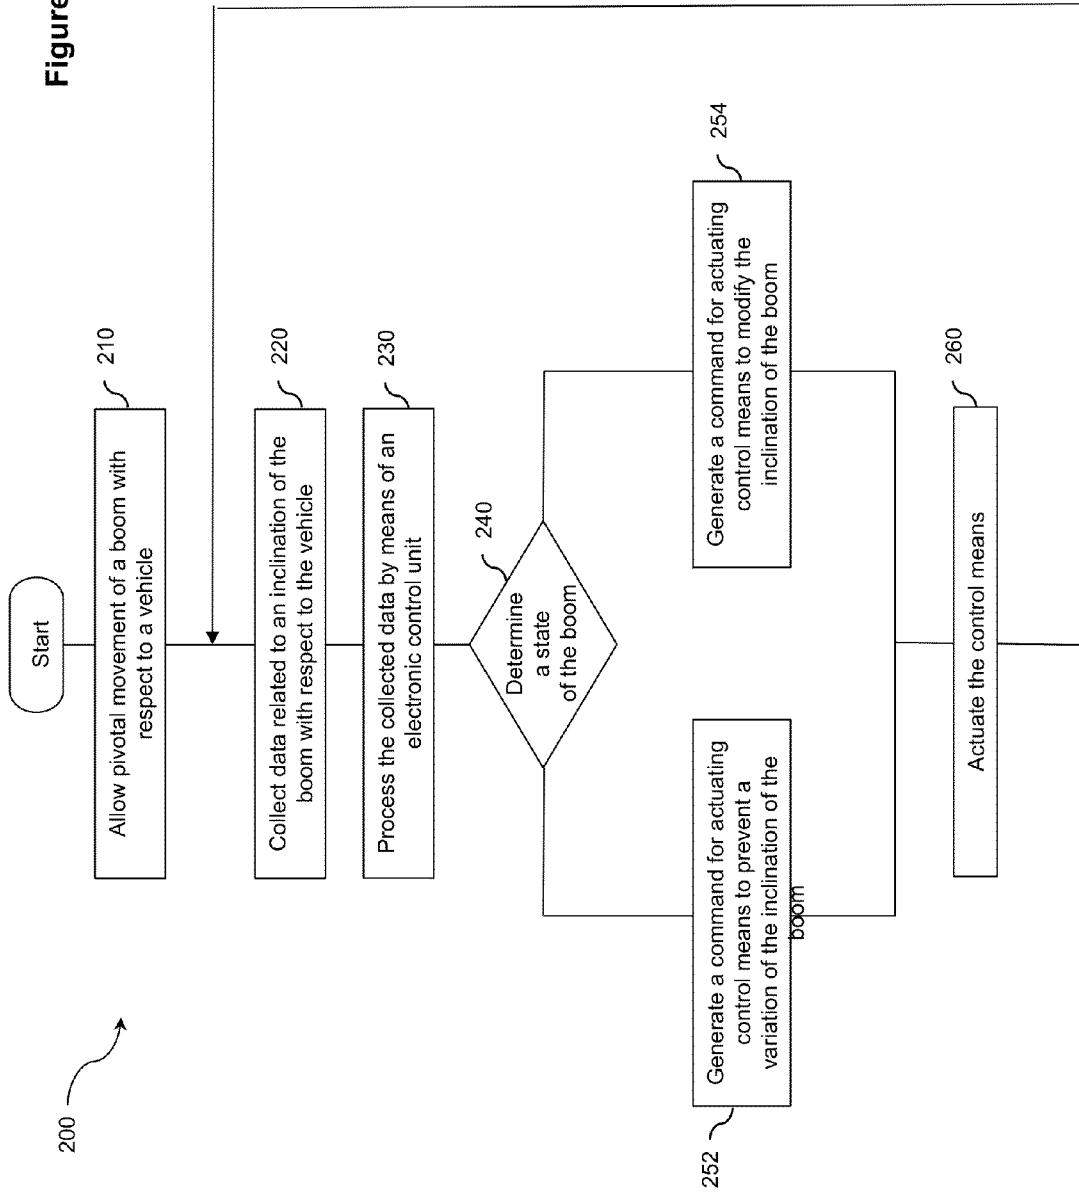 Figure
200
Start
Allow pivotal movement of a boom with
respect to a vehicle
210
Collect data related to an inclination of the
boom with respect to the vehicle
220
Process the collected data by means of an
electronic control unit
230
Determine
a state
of the boom
240
Generate a command for actuating
control means to prevent a
variation of the inclination of the
boom
252
Generate a command for actuating
control means to modify the
inclination of the boom
254
Actuate the control means
260